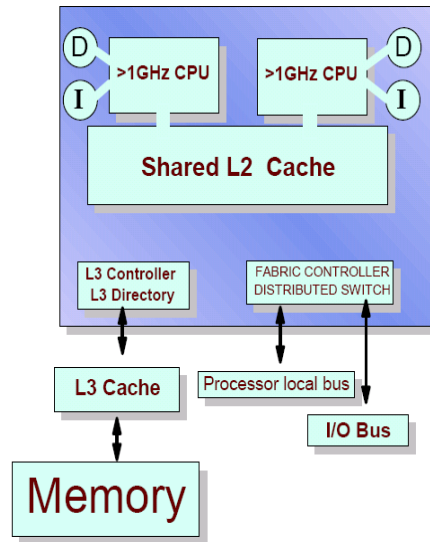 D
>1GHz CPU
>1GHz CPU
D
I
I
Shared L2 Cache
L3 Controller
L3 Directory
FABRIC CONTROLLER
DISTRIBUTED SWITCH
L3 Cache
Processor local bus
I/O Bus
Memory